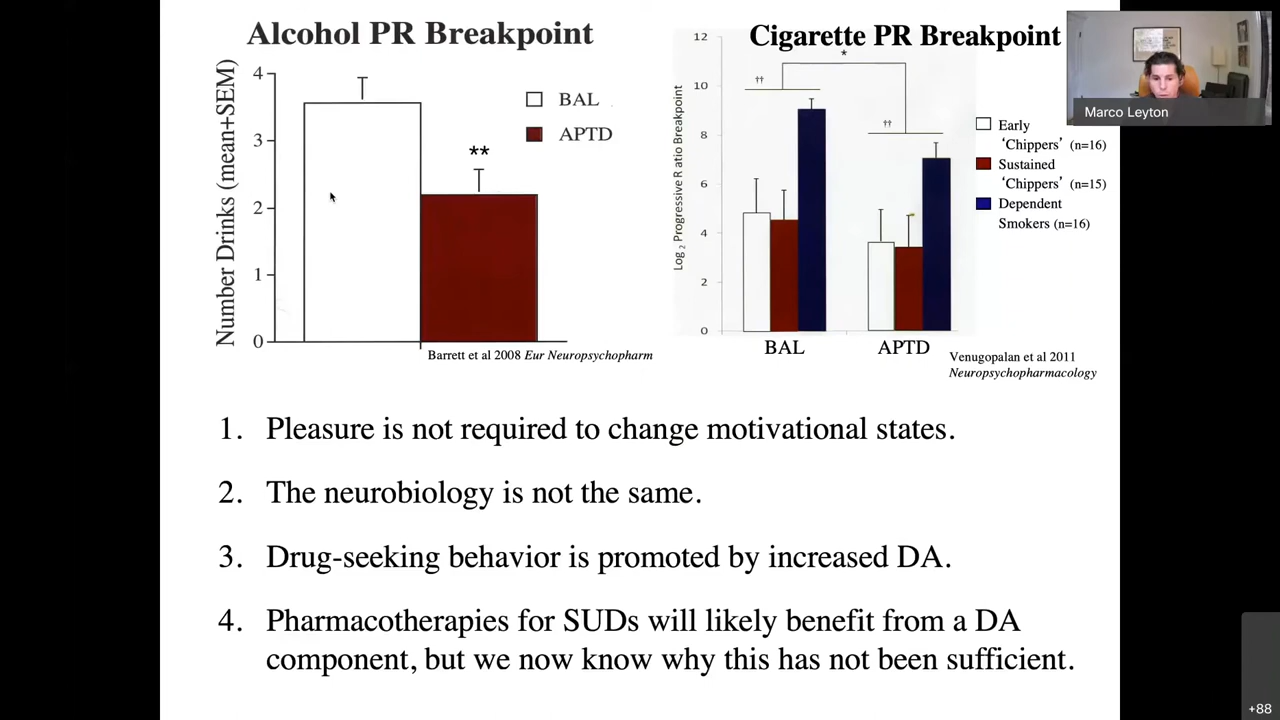 Alcohol PR Breakpoint
Number Drinks (mean+SEM)
4
3
2
1
0
BAL
APTD
**
Barrett et al 2008 Eur Neuropsychopharm
Cigarette PR Breakpoint
Log2 Progressive R atio Breakpoint
12
10
8
6
4
2
0
††
*
††
BAL
APTD
Early
‘Chippers’ (n=16)
Sustained
‘Chippers’ (n=15)
Dependent
Smokers (n=16)
Venugopalan et al 2011
Neuropsychopharmacology
Marco Leyton
1. Pleasure is not required to change motivational states.
2. The neurobiology is not the same.
3. Drug-seeking behavior is promoted by increased DA.
4. Pharmacotherapies for SUDs will likely benefit from a DA
component, but we now know why this has not been sufficient.
+88